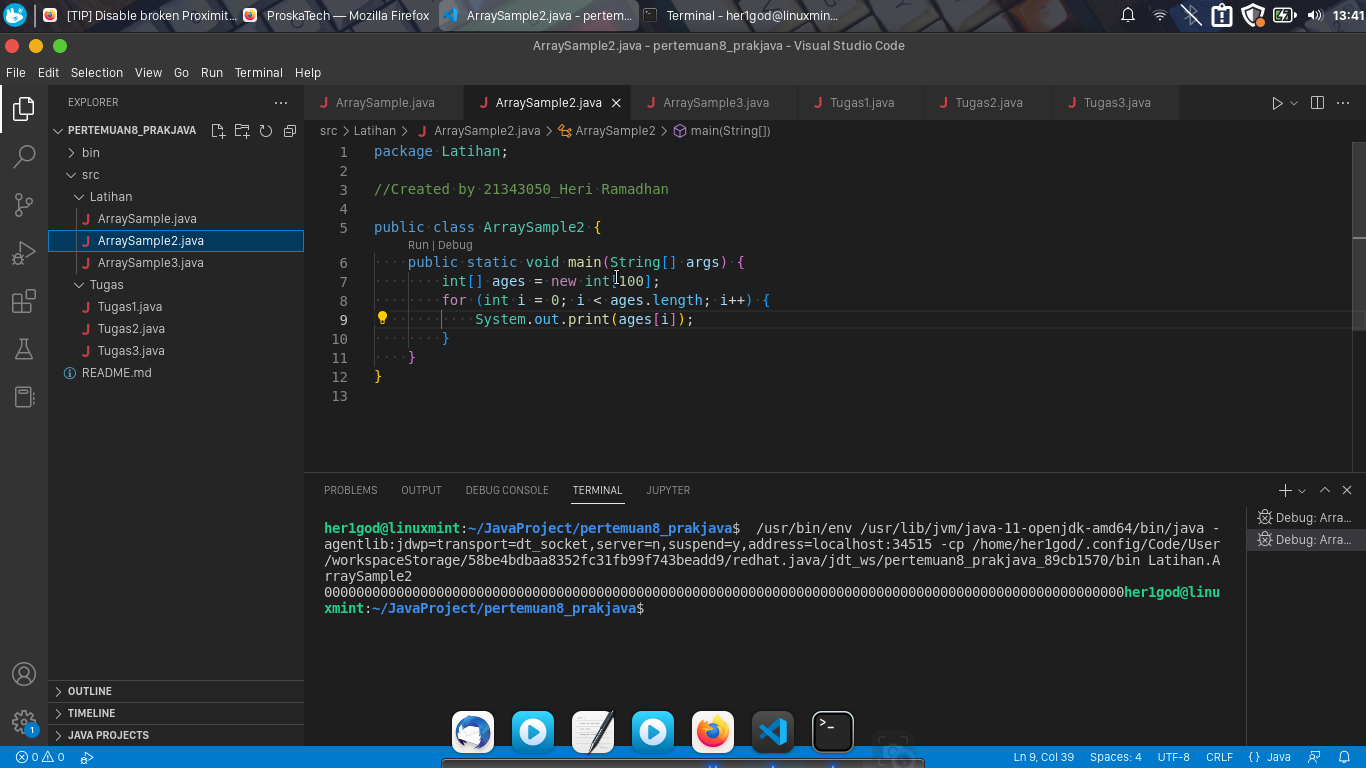 [TIP] Disable broken Proximit...
ProskaTech — Mozilla Firefox
ArraySample2.java - pertem...
Terminal - her1god@linuxmin...
13:41
ArraySample2.java - pertemuan8_prakjava - Visual Studio Code
File Edit Selection View Go Run Terminal Help
EXPLORER
PERTEMUAN8_PRAKJAVA
bin
src
Latihan
J ArraySample.java
J ArraySample2.java
J ArraySample3.java
Tugas
J Tugas1.java
J Tugas2.java
J Tugas3.java
README.md
OUTLINE
TIMELINE
JAVA PROJECTS
J ArraySample.java
J ArraySample2.java
J ArraySample3.java
J Tugas1.java
J Tugas2.java
J Tugas3.java
src > Latihan > J ArraySample2.java > ArraySample2 > main(String[])
1 package Latihan;
2
3 //Created by 21343050_Heri Ramadhan
4
5 public class ArraySample2 {
Run | Debug
6 public static void main(String[] args) {
7 int[] ages = new int[100];
8 for (int i = 0; i < ages.length; i++) {
9 System.out.print(ages[i]);
10 }
11 }
12 }
13
PROBLEMS OUTPUT DEBUG CONSOLE TERMINAL JUPYTER
her1god@linuxmint:~/JavaProject/pertemuan8_prakjava$ /usr/bin/env /usr/lib/jvm/java-11-openjdk-amd64/bin/java -
agentlib:jdwp=transport=dt_socket,server=n,suspend=y,address=localhost:34515 -cp /home/her1god/.config/Code/User
/workspaceStorage/58be4bdbaa8352fc31fb99f743beadd9/redhat.java/jdt_ws/pertemuan8_prakjava_89cb1570/bin Latihan.A
rraySample2
0000000000000000000000000000000000000000000000000000000000000000000000000000000000000000000000000000her1god@linu
xmint:~/JavaProject/pertemuan8_prakjava$
Debug: Arra...
Debug: Arra...
>_
0 0
1
Ln 9, Col 39 Spaces: 4 UTF-8 CRLF {} Java